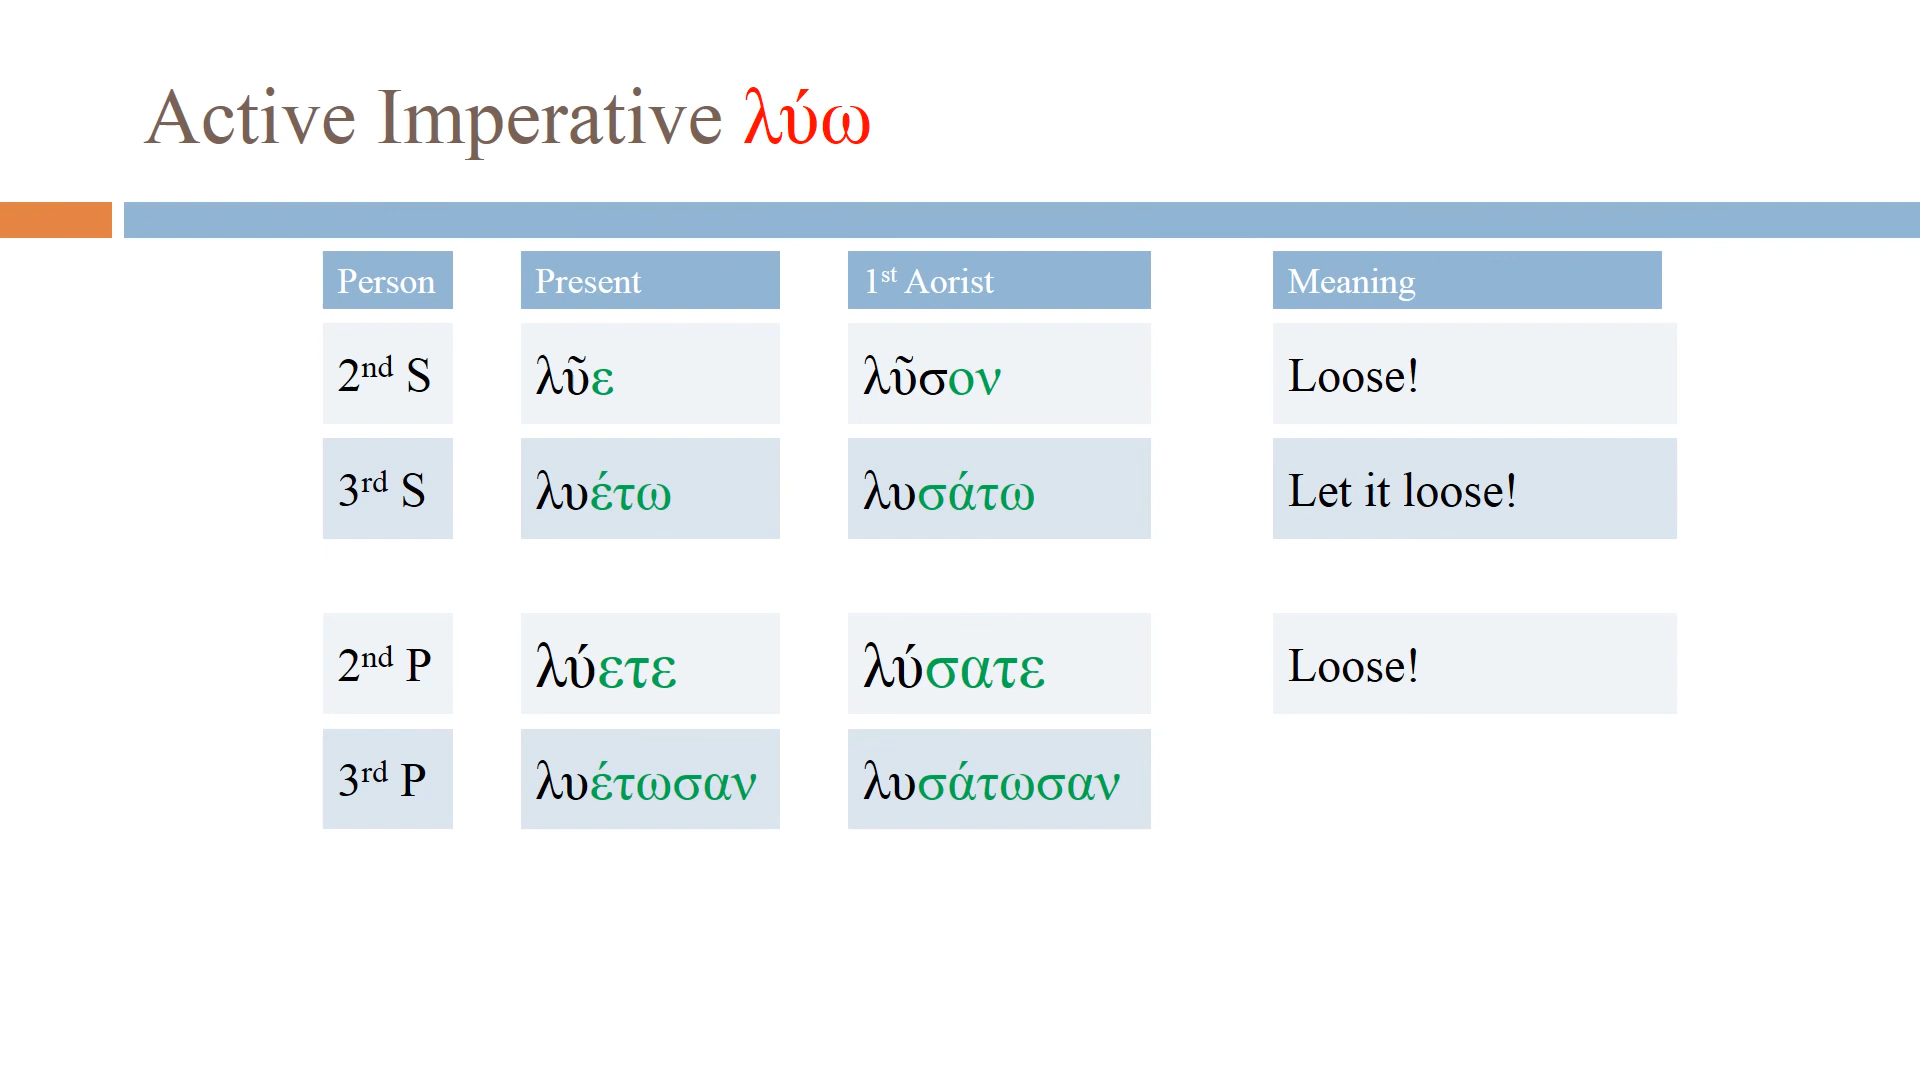 Active Imperative λύω
Person Present 1st Aorist Meaning
2nd S λῦε λῦσον Loose!
3rd S λυέτω λυσάτω Let it loose!
2nd P λύετε λύσατε Loose!
3rd P λυέτωσαν λυσάτωσαν